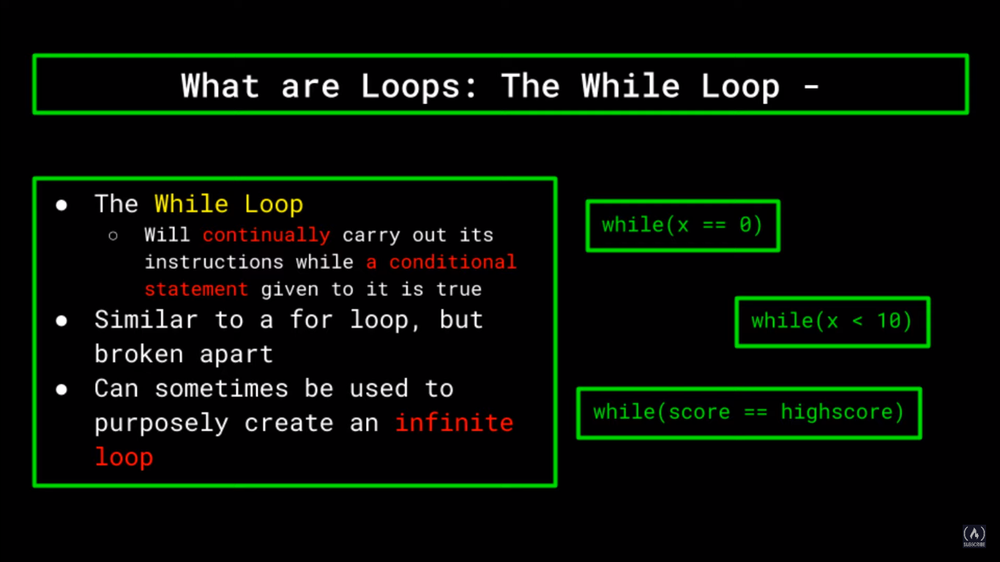 What are Loops: The While Loop -
● The While Loop
○ Will continually carry out its
instructions while a conditional
statement given to it is true
● Similar to a for loop, but
broken apart
● Can sometimes be used to
purposely create an infinite
loop
while(x == 0)
while(x < 10)
while(score == highscore)
SUBSCRIBE